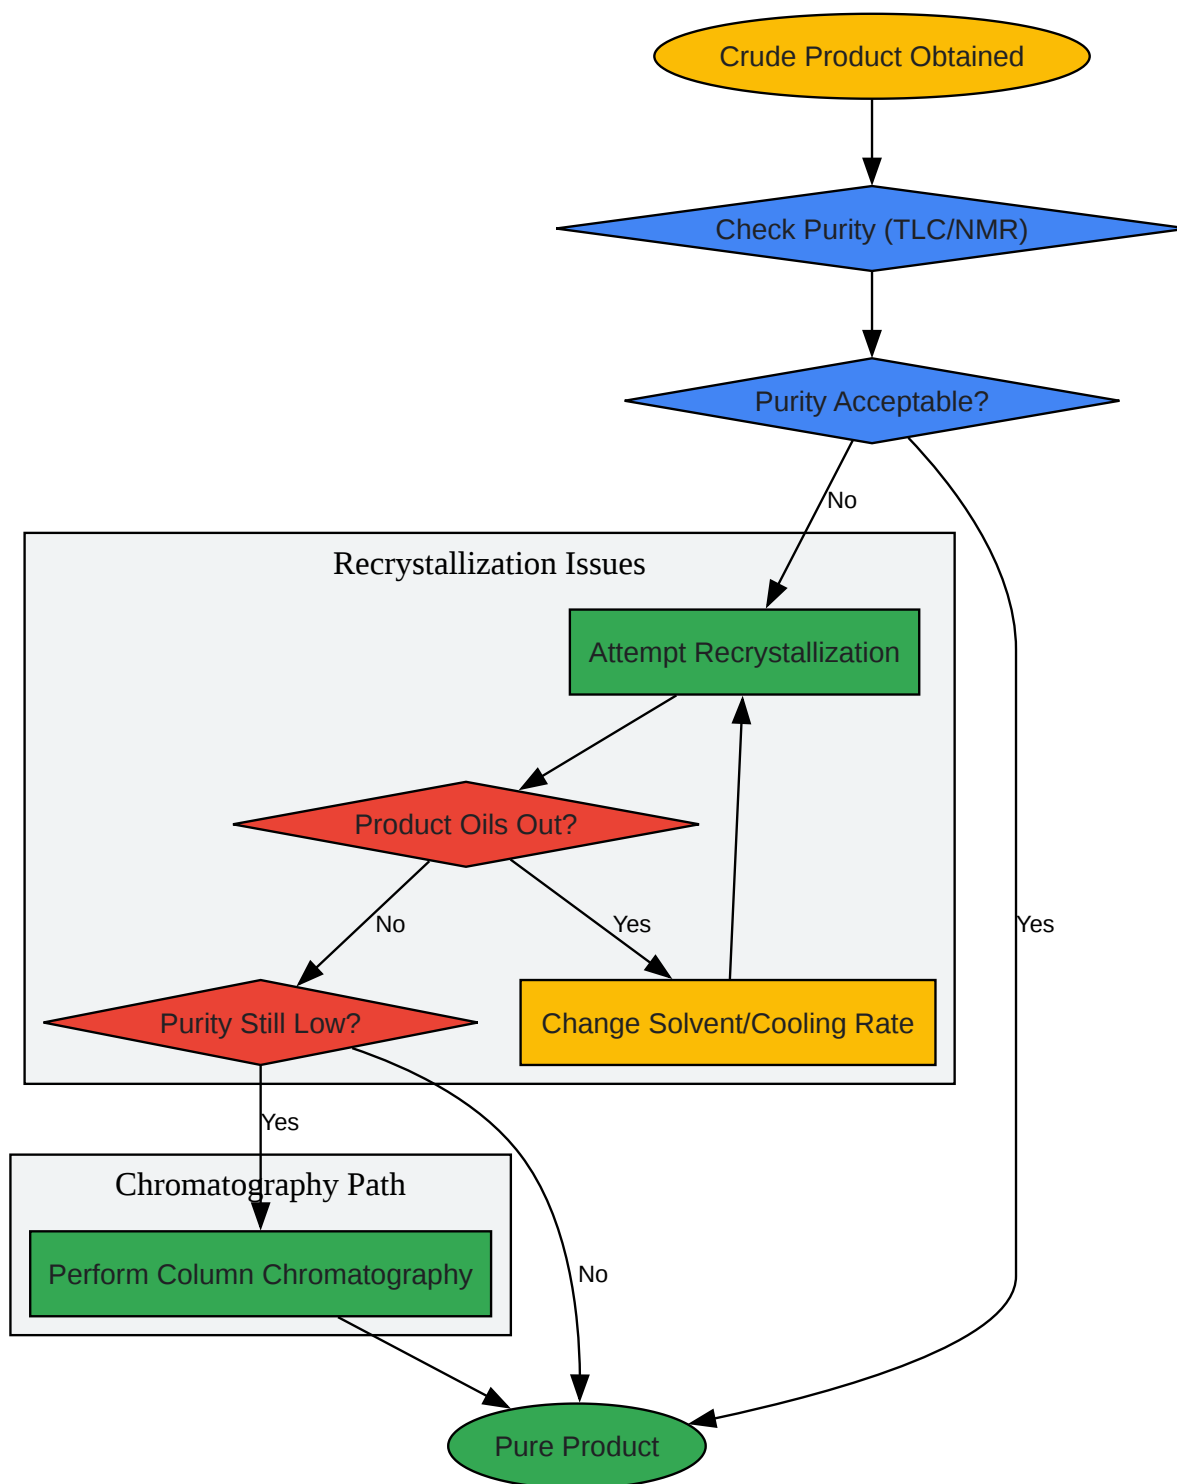 Crude Product Obtained
Check Purity (TLC/NMR)
Purity Acceptable?
No
Recrystallization Issues
Attempt Recrystallization
Product Oils Out?
No
Yes
Yes
Purity Still Low?
Change Solvent/Cooling Rate
Yes
Chromatography Path
Perform Column Chromatography
No
Pure Product